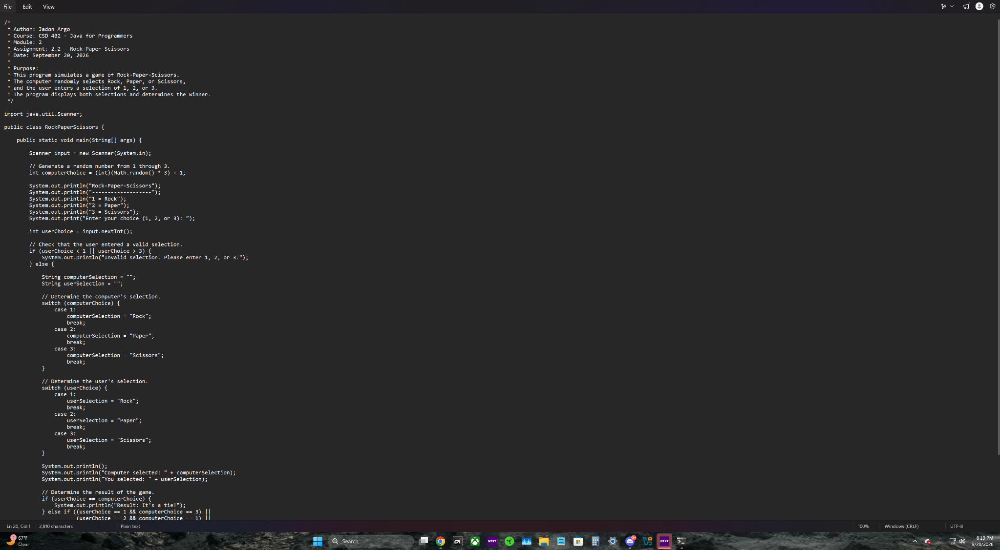 File Edit View
/*
 * Author: Jadon Argo
 * Course: CSD 402 - Java for Programmers
 * Module: 2
 * Assignment: 2.2 - Rock-Paper-Scissors
 * Date: September 20, 2026
 *
 * Purpose:
 * This program simulates a game of Rock-Paper-Scissors.
 * The computer randomly selects Rock, Paper, or Scissors,
 * and the user enters a selection of 1, 2, or 3.
 * The program displays both selections and determines the winner.
 */
import java.util.Scanner;
public class RockPaperScissors {
    public static void main(String[] args) {
        Scanner input = new Scanner(System.in);
        // Generate a random number from 1 through 3.
        int computerChoice = (int)(Math.random() * 3) + 1;
        System.out.println("Rock-Paper-Scissors");
        System.out.println("-------------------");
        System.out.println("1 = Rock");
        System.out.println("2 = Paper");
        System.out.println("3 = Scissors");
        System.out.print("Enter your choice (1, 2, or 3): ");
        int userChoice = input.nextInt();
        // Check that the user entered a valid selection.
        if (userChoice < 1 || userChoice > 3) {
            System.out.println("Invalid selection. Please enter 1, 2, or 3.");
        } else {
            String computerSelection = "";
            String userSelection = "";
            // Determine the computer's selection.
            switch (computerChoice) {
                case 1:
                    computerSelection = "Rock";
                    break;
                case 2:
                    computerSelection = "Paper";
                    break;
                case 3:
                    computerSelection = "Scissors";
                    break;
            }
            // Determine the user's selection.
            switch (userChoice) {
                case 1:
                    userSelection = "Rock";
                    break;
                case 2:
                    userSelection = "Paper";
                    break;
                case 3:
                    userSelection = "Scissors";
                    break;
            }
            System.out.println();
            System.out.println("Computer selected: " + computerSelection);
            System.out.println("You selected: " + userSelection);
            // Determine the result of the game.
            if (userChoice == computerChoice) {
                System.out.println("Result: It's a tie!");
            } else if ((userChoice == 1 && computerChoice == 3) ||
                       (userChoice == 2 && computerChoice == 1) ||
Ln 20, Col 1 2,810 characters Plain text 100% Windows (CRLF) UTF-8
1 67°F
Clear
Search
NEXT
9+
NEXT
8:19 PM
9/20/2026